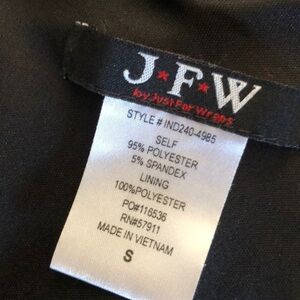 J★F★W
by Just For Wraps
STYLE # IND240-4985
SELF
95% POLYESTER
5% SPANDEX
LINING
100%POLYESTER
PO#116536
RN#57911
MADE IN VIETNAM
S